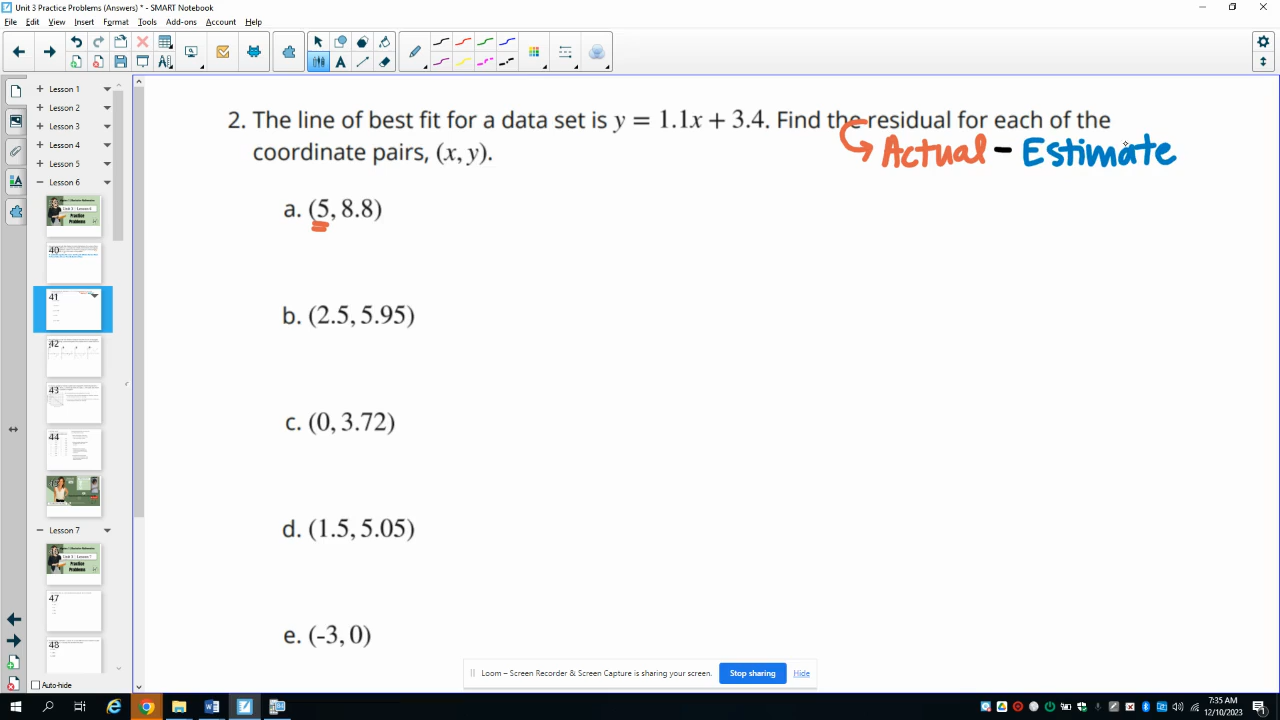 Unit 3 Practice Problems (Answers) * - SMART Notebook
File Edit View Insert Format Tools Add-ons Account Help
Lesson 1
Lesson 2
Lesson 3
Lesson 4
Lesson 5
Lesson 6
Practice
Problems
40
41
42
43
44
Lesson 7
Practice
Problems
47
48
Auto-hide
2. The line of best fit for a data set is y = 1.1x + 3.4. Find the residual for each of the
coordinate pairs, (x, y).
Actual - Estimate
a. (5, 8.8)
b. (2.5, 5.95)
c. (0, 3.72)
d. (1.5, 5.05)
e. (-3, 0)
Loom – Screen Recorder & Screen Capture is sharing your screen. Stop sharing Hide
7:35 AM
12/10/2023